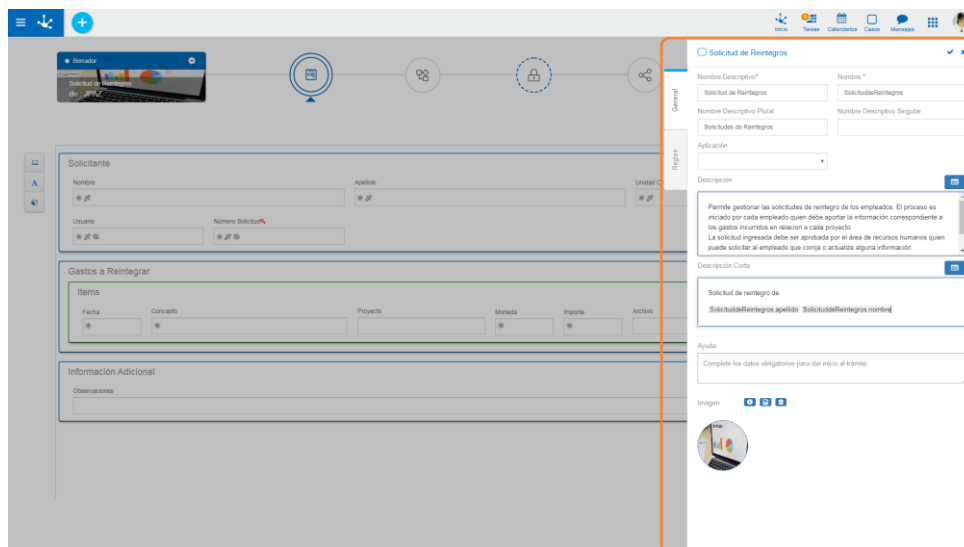 Inicio
Tareas
Calendarios
Casos
Mensajes
Borrador
Solicitud de Reintegros
de : JPAZ
Solicitante
Nombre
Apellido
Unidad
Usuario
Número Solicitud
Gastos a Reintegrar
Items
Fecha
Concepto
Proyecto
Moneda
Importe
Archivo
Información Adicional
Observaciones
General
Reglas
Solicitud de Reintegros
Nombre Descriptivo*
Nombre *
Solicitud de Reintegros
SolicituddeReintegros
Nombre Descriptivo Plural
Nombre Descriptivo Singular
Solicitudes de Reintegros
Aplicación
Descripción
Permite gestionar las solicitudes de reintegro de los empleados. El proceso es
iniciado por cada empleado quien debe aportar la información correspondiente a
los gastos incurridos en relacion a cada proyecto.
La solicitud ingresada debe ser aprobada por el área de recursos humanos quien
puede solicitar al empleado que corrija o actualize alguna información
Descripción Corta
Solicitud de reintegro de
SolicituddeReintegros.apellido SolicituddeReintegros.nombre
Ayuda
Complete los datos obligatorios para dar inicio al trámite
Imagen